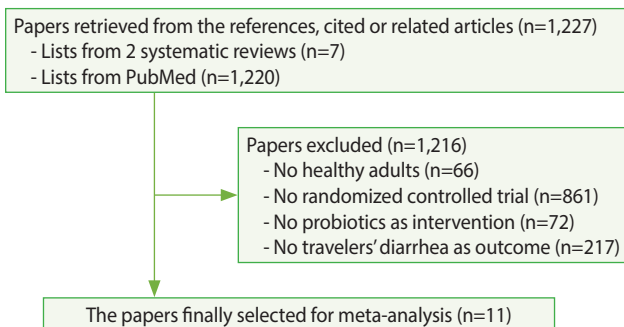 Papers retrieved from the references, cited or related articles (n=1,227)
- Lists from 2 systematic reviews (n=7)
- Lists from PubMed (n=1,220)
Papers excluded (n=1,216)
- No healthy adults (n=66)
- No randomized controlled trial (n=861)
- No probiotics as intervention (n=72)
- No travelers' diarrhea as outcome (n=217)
The papers finally selected for meta-analysis (n=11)